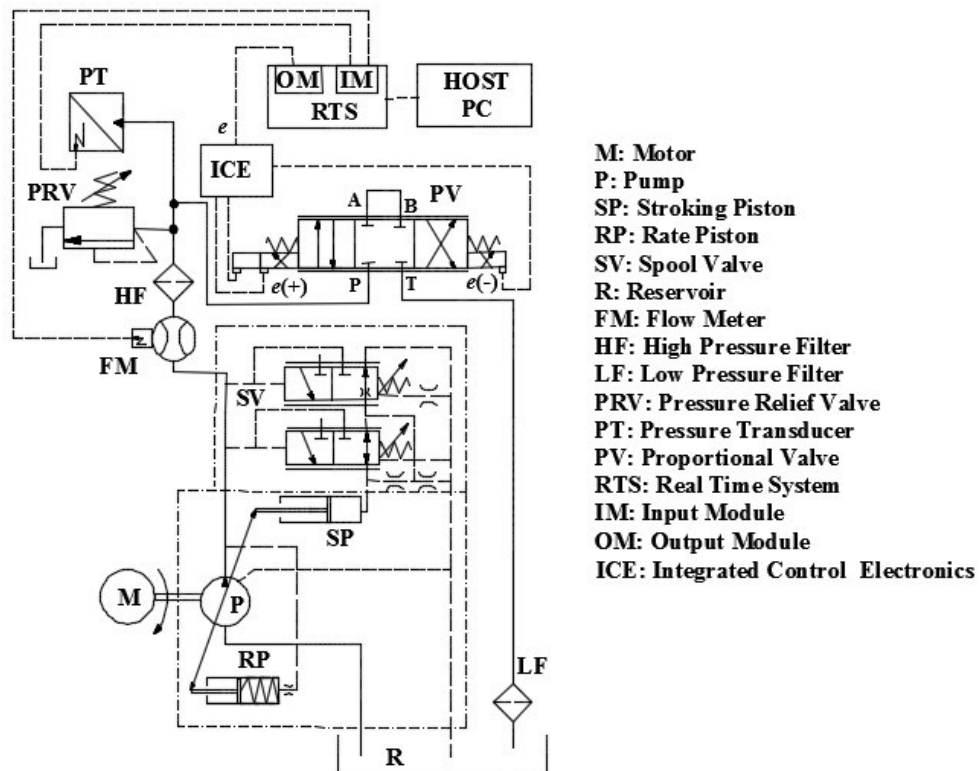 PT
OM
IM
RTS
HOST
PC
e
ICE
PRV
A
B
PV
e(+)
P
T
e(-)
HF
FM
SV
SP
M
P
RP
LF
R
M: Motor
P: Pump
SP: Stroking Piston
RP: Rate Piston
SV: Spool Valve
R: Reservoir
FM: Flow Meter
HF: High Pressure Filter
LF: Low Pressure Filter
PRV: Pressure Relief Valve
PT: Pressure Transducer
PV: Proportional Valve
RTS: Real Time System
IM: Input Module
OM: Output Module
ICE: Integrated Control Electronics